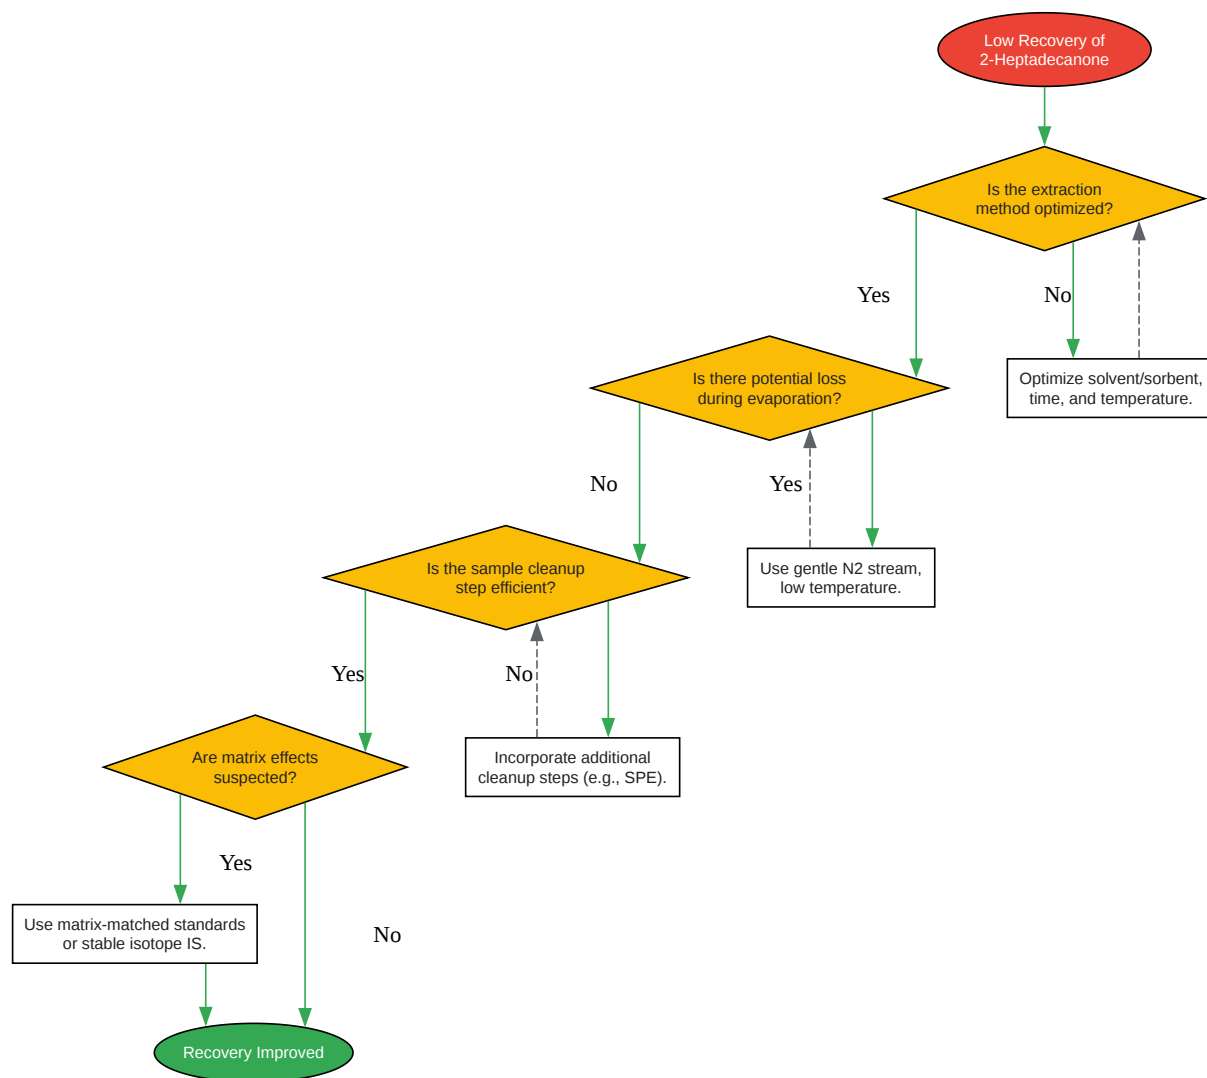 Low Recovery of
2-Heptadecanone
Is the extraction
method optimized?
Yes
No
Is there potential loss
during evaporation?
Optimize solvent/sorbent,
time, and temperature.
No
Yes
Is the sample cleanup
step efficient?
Use gentle N2 stream,
low temperature.
Yes
No
Are matrix effects
suspected?
Incorporate additional
cleanup steps (e.g., SPE).
Yes
No
Use matrix-matched standards
or stable isotope IS.
Recovery Improved